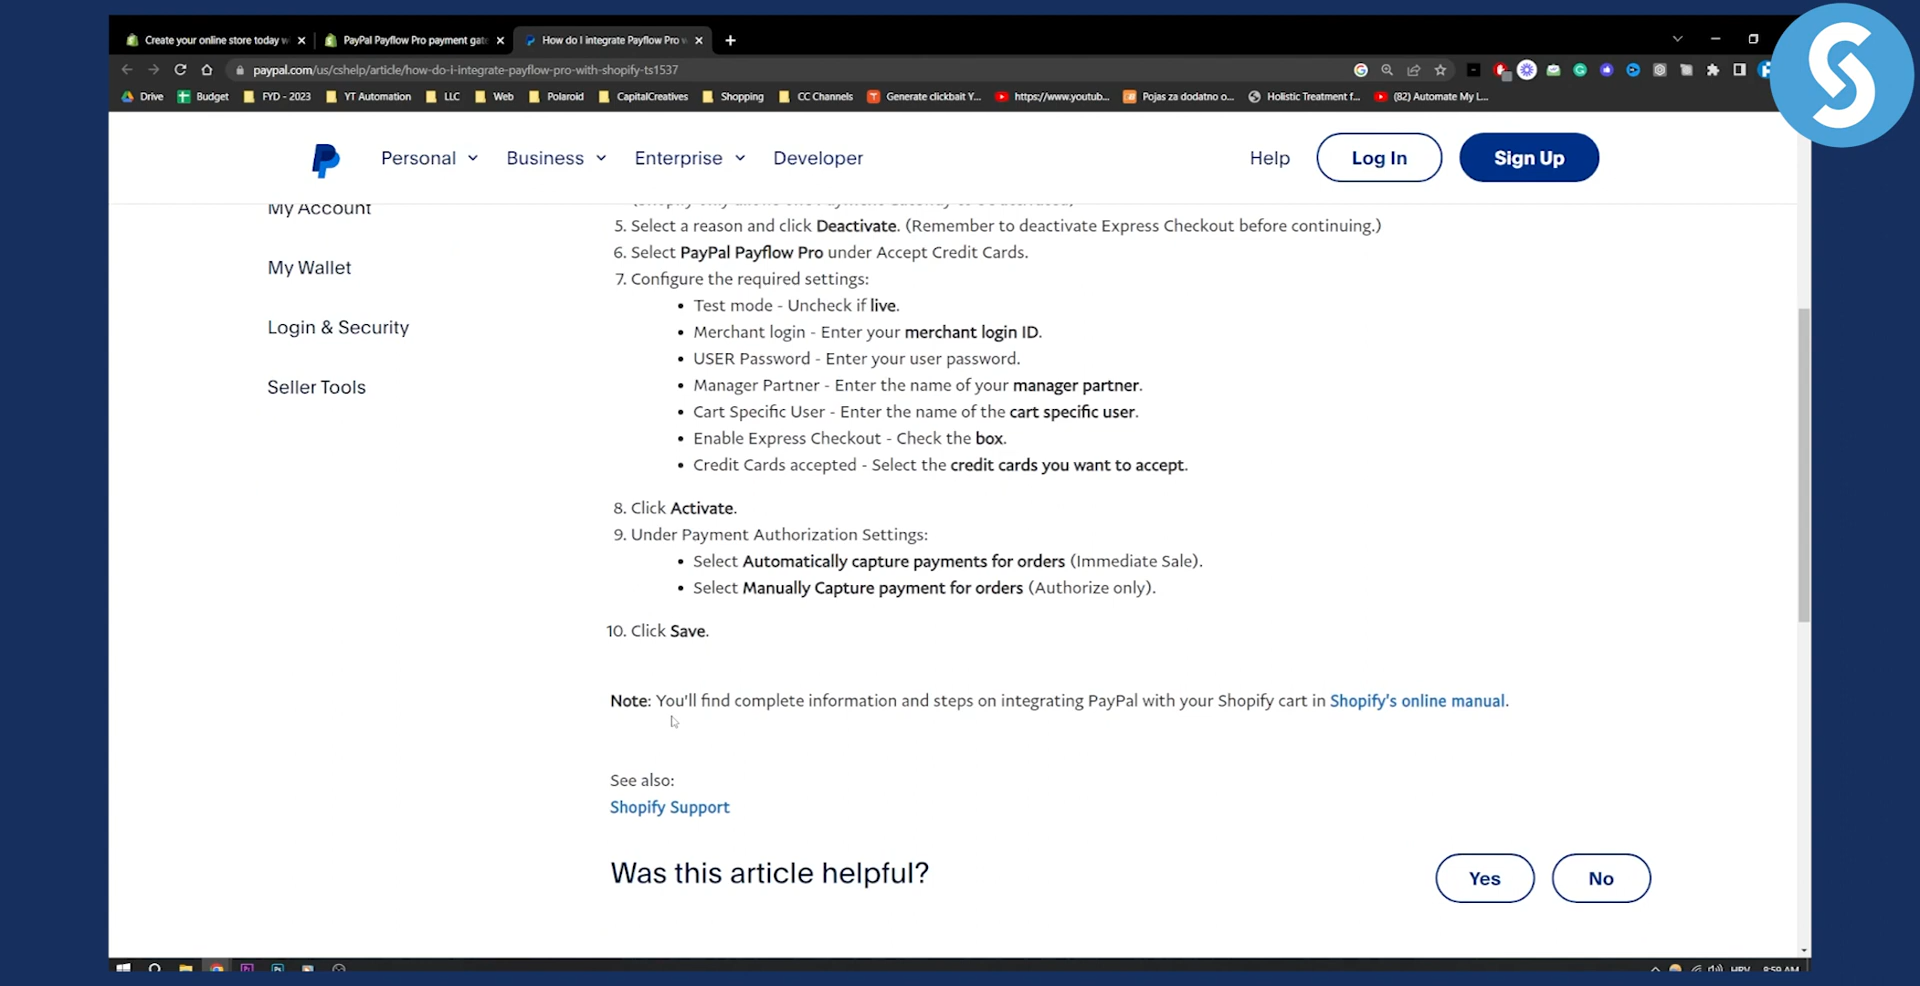 Create your online store today w
PayPal Payflow Pro payment gate
How do I integrate Payflow Pro w
paypal.com/us/cshelp/article/how-do-i-integrate-payflow-pro-with-shopify-ts1537
Drive Budget FYD - 2023 YT Automation LLC Web Polaroid CapitalCreatives Shopping CC Channels Generate clickbait Y... https://www.youtub... Pojas za dodatno o... Holistic Treatment f... (82) Automate My L...
Personal Business Enterprise Developer Help Log In Sign Up
My Account
My Wallet
Login & Security
Seller Tools
5. Select a reason and click Deactivate. (Remember to deactivate Express Checkout before continuing.)
6. Select PayPal Payflow Pro under Accept Credit Cards.
7. Configure the required settings:
• Test mode - Uncheck if live.
• Merchant login - Enter your merchant login ID.
• USER Password - Enter your user password.
• Manager Partner - Enter the name of your manager partner.
• Cart Specific User - Enter the name of the cart specific user.
• Enable Express Checkout - Check the box.
• Credit Cards accepted - Select the credit cards you want to accept.
8. Click Activate.
9. Under Payment Authorization Settings:
• Select Automatically capture payments for orders (Immediate Sale).
• Select Manually Capture payment for orders (Authorize only).
10. Click Save.
Note: You'll find complete information and steps on integrating PayPal with your Shopify cart in Shopify's online manual.
See also:
Shopify Support
Was this article helpful?
Yes No
8:59 AM